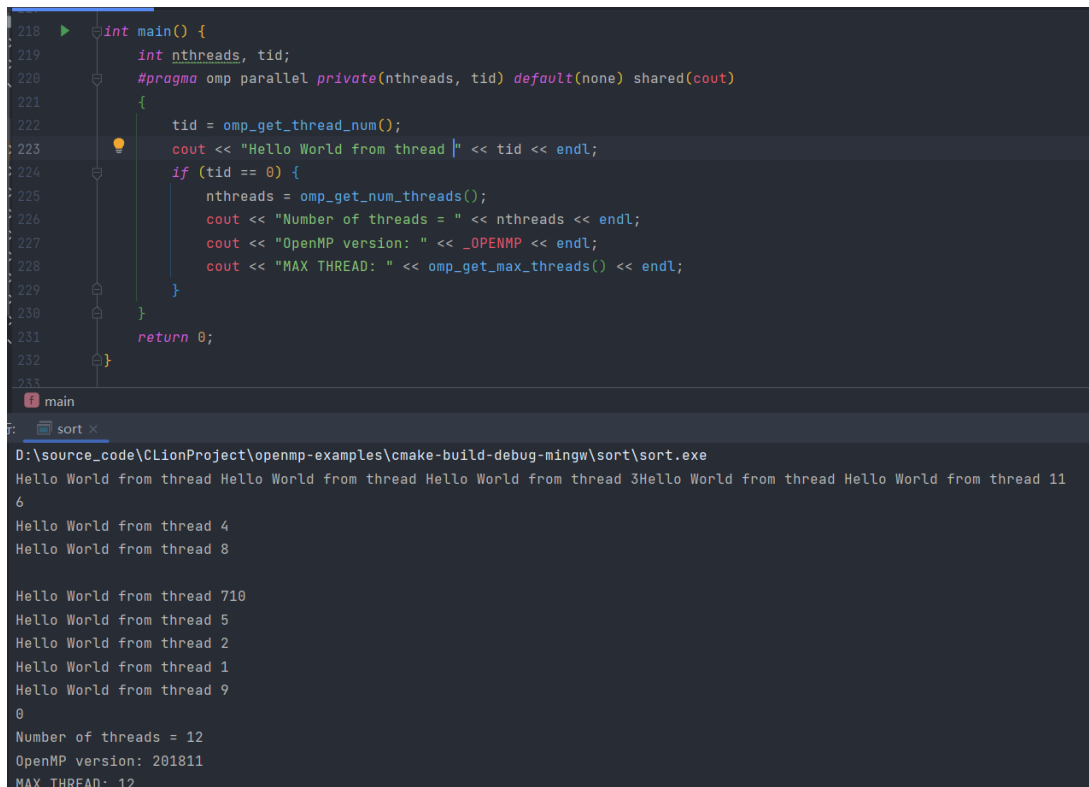 218 int main() {
219 int nthreads, tid;
220 #pragma omp parallel private(nthreads, tid) default(none) shared(cout)
221 {
222 tid = omp_get_thread_num();
223 cout << "Hello World from thread " << tid << endl;
224 if (tid == 0) {
225 nthreads = omp_get_num_threads();
226 cout << "Number of threads = " << nthreads << endl;
227 cout << "OpenMP version: " << _OPENMP << endl;
228 cout << "MAX THREAD: " << omp_get_max_threads() << endl;
229 }
230 }
231 return 0;
232 }
233
f main
sort ×
D:\source_code\CLionProject\openmp-examples\cmake-build-debug-mingw\sort\sort.exe
Hello World from thread Hello World from thread Hello World from thread 3Hello World from thread Hello World from thread 11
6
Hello World from thread 4
Hello World from thread 8
Hello World from thread 710
Hello World from thread 5
Hello World from thread 2
Hello World from thread 1
Hello World from thread 9
0
Number of threads = 12
OpenMP version: 201811
MAX THREAD: 12